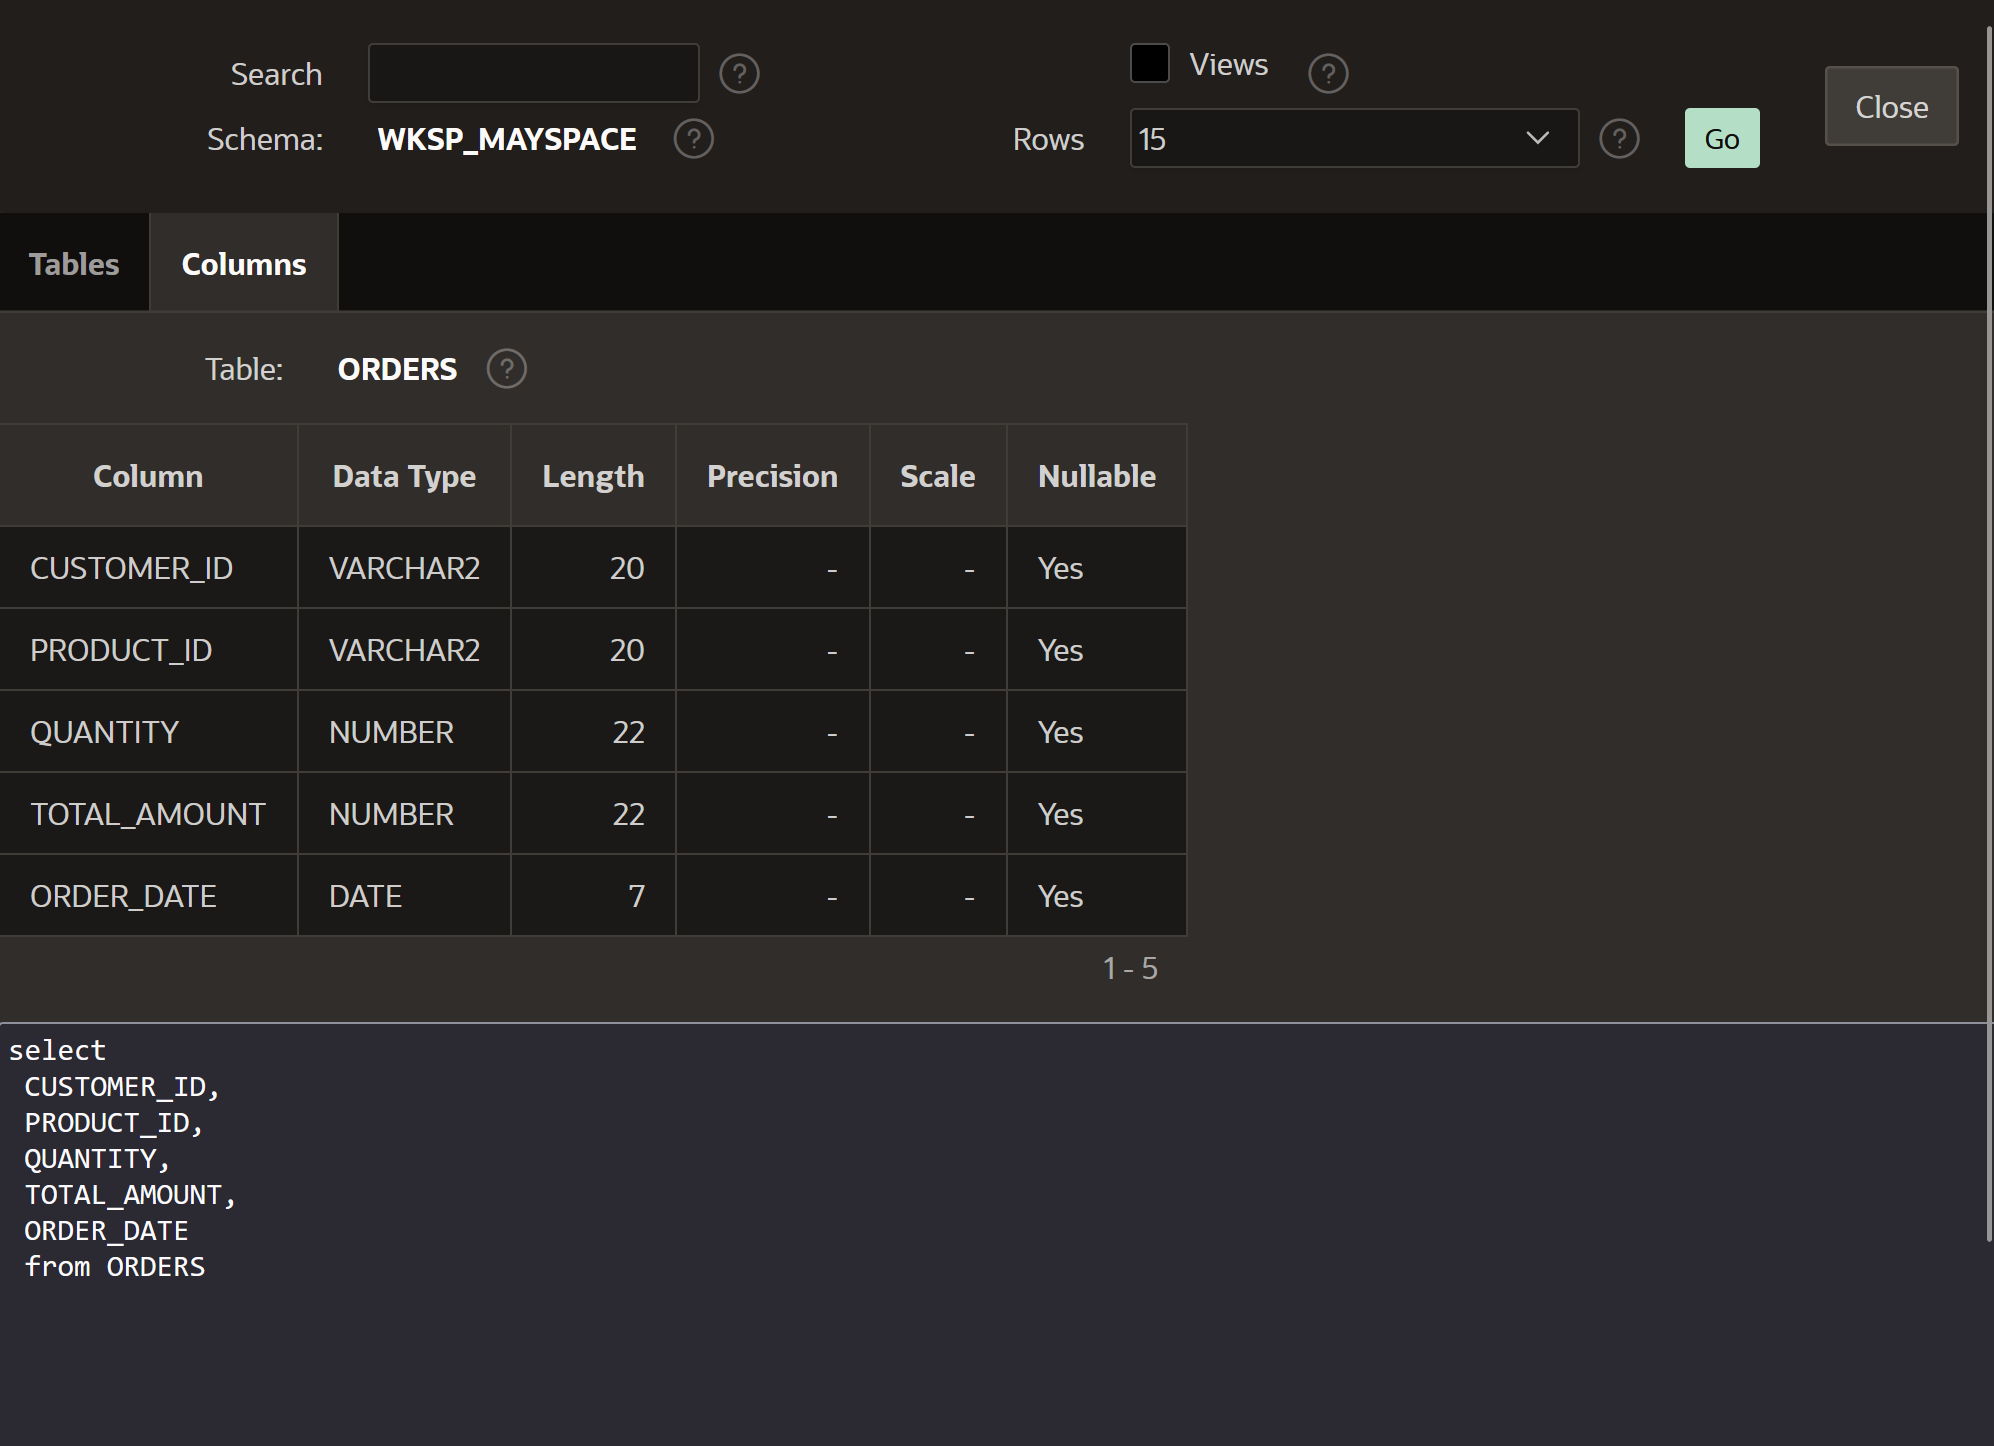 Search ? Views ? Close
Schema: WKSP_MAYSPACE ? Rows 15 ? Go
Tables Columns
Table: ORDERS ?
Column Data Type Length Precision Scale Nullable
CUSTOMER_ID VARCHAR2 20 - - Yes
PRODUCT_ID VARCHAR2 20 - - Yes
QUANTITY NUMBER 22 - - Yes
TOTAL_AMOUNT NUMBER 22 - - Yes
ORDER_DATE DATE 7 - - Yes
1 - 5
select
CUSTOMER_ID,
PRODUCT_ID,
QUANTITY,
TOTAL_AMOUNT,
ORDER_DATE
from ORDERS